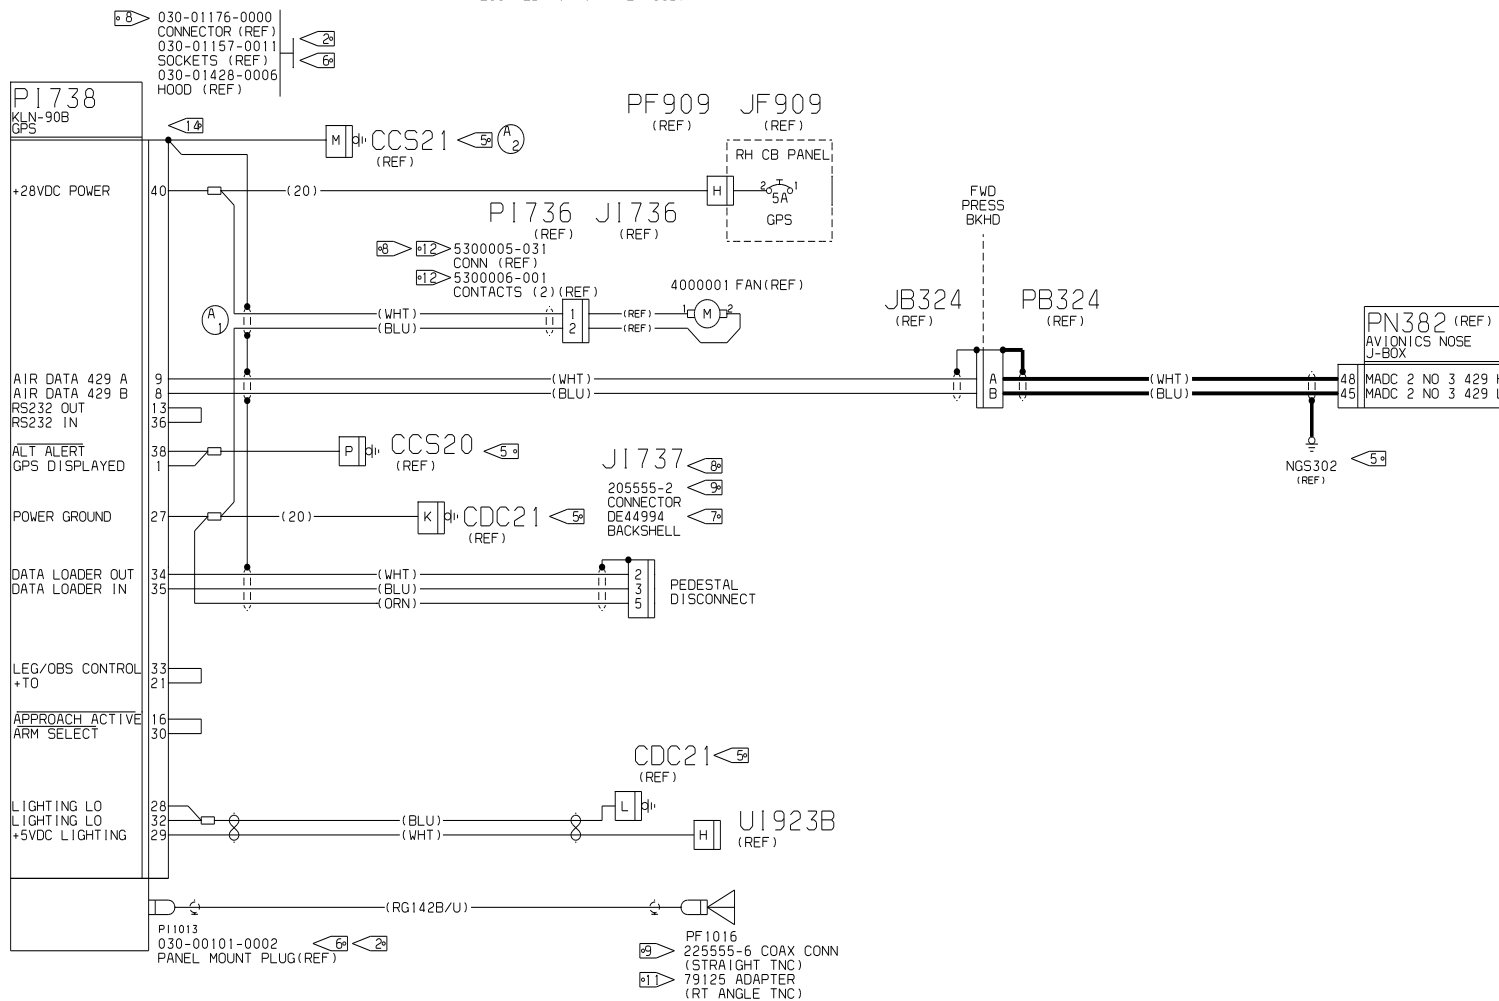 8 030-01176-0000
CONNECTOR (REF)
030-01157-0011 2
SOCKETS (REF) 6
030-01428-0006
HOOD (REF)
PI738
KLN-90B
GPS
14
M CCS21 5 A 2
(REF)
PF909 JF909
(REF) (REF)
RH CB PANEL
+28VDC POWER 40 (20) H 2 1
5A
GPS
PI736 JI736
(REF) (REF)
8 12 5300005-031
CONN (REF)
12 5300006-001
CONTACTS (2)(REF)
4000001 FAN(REF)
A 1 (WHT) 1 (REF) 1 M 2
(BLU) 2 (REF)
FWD
PRESS
BKHD
JB324 PB324
(REF) (REF)
PN382 (REF)
AVIONICS NOSE
J-BOX
AIR DATA 429 A 9 (WHT) A (WHT) 48 MADC 2 NO 3 429 H
AIR DATA 429 B 8 (BLU) B (BLU) 45 MADC 2 NO 3 429 L
RS232 OUT 13
RS232 IN 36
ALT ALERT 38 P CCS20 5
GPS DISPLAYED 1 (REF)
NGS302 5
(REF)
JI737 8
205555-2 9
CONNECTOR
DE44994 7
BACKSHELL
POWER GROUND 27 (20) K CDC21 5
(REF)
DATA LOADER OUT 34 (WHT) 2
DATA LOADER IN 35 (BLU) 3
(ORN) 5
PEDESTAL
DISCONNECT
LEG/OBS CONTROL 33
+TO 21
APPROACH ACTIVE 16
ARM SELECT 30
CDC21 5
(REF)
LIGHTING LO 28 L
LIGHTING LO 32 (BLU)
+5VDC LIGHTING 29 (WHT) H UI923B
(REF)
(RG142B/U)
PI1013
030-00101-0002 6 2
PANEL MOUNT PLUG(REF)
PF1016
9 225555-6 COAX CONN
(STRAIGHT TNC)
11 79125 ADAPTER
(RT ANGLE TNC)